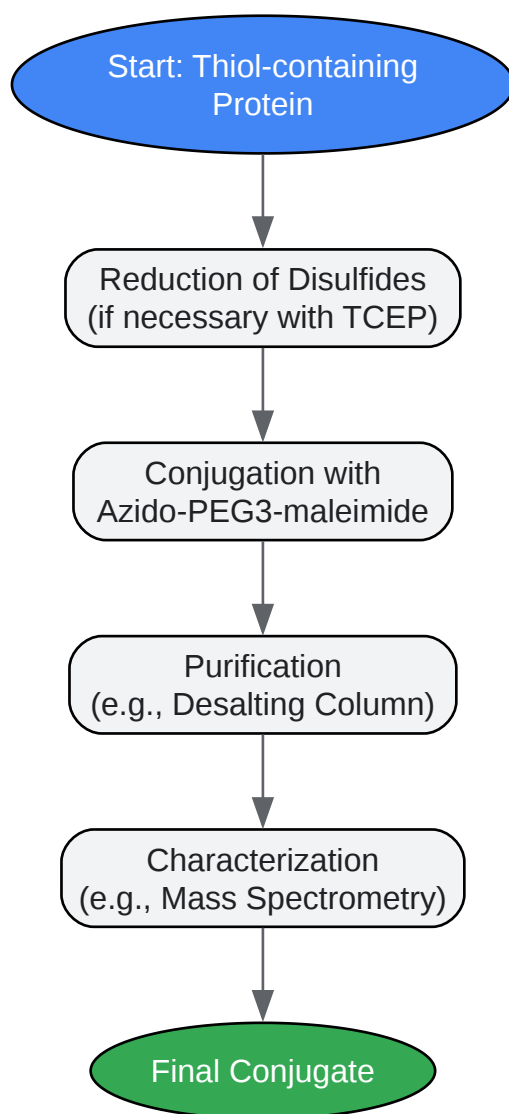 Start: Thiol-containing
Protein
Reduction of Disulfides
(if necessary with TCEP)
Conjugation with
Azido-PEG3-maleimide
Purification
(e.g., Desalting Column)
Characterization
(e.g., Mass Spectrometry)
Final Conjugate